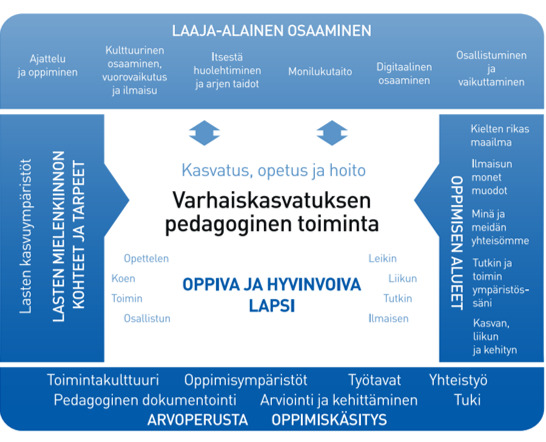 LAAJA-ALAINEN OSAAMINEN
Ajattelu
ja oppiminen
Kulttuurinen
osaaminen,
vuorovaikutus
ja ilmaisu
Itsestä
huolehtiminen
ja arjen taidot
Monilukutaito
Digitaalinen
osaaminen
Osallistuminen
ja
vaikuttaminen
Lasten kasvuympäristöt
LASTEN MIELENKIINNON
KOHTEET JA TARPEET
Kasvatus, opetus ja hoito
Varhaiskasvatuksen
pedagoginen toiminta
Opettelen
Koen
Toimin
Osallistun
OPPIVA JA HYVINVOIVA
LAPSI
Leikin
Liikun
Tutkin
Ilmaisen
OPPIMISEN ALUEET
Kielten rikas
maailma
Ilmaisun
monet
muodot
Minä ja
meidän
yhteisömme
Tutkin ja
toimin
ympäristös-
säni
Kasvan,
liikun
ja kehityn
Toimintakulttuuri Oppimisympäristöt Työtavat Yhteistyö
Pedagoginen dokumentointi Arviointi ja kehittäminen Tuki
ARVOPERUSTA OPPIMISKÄSITYS